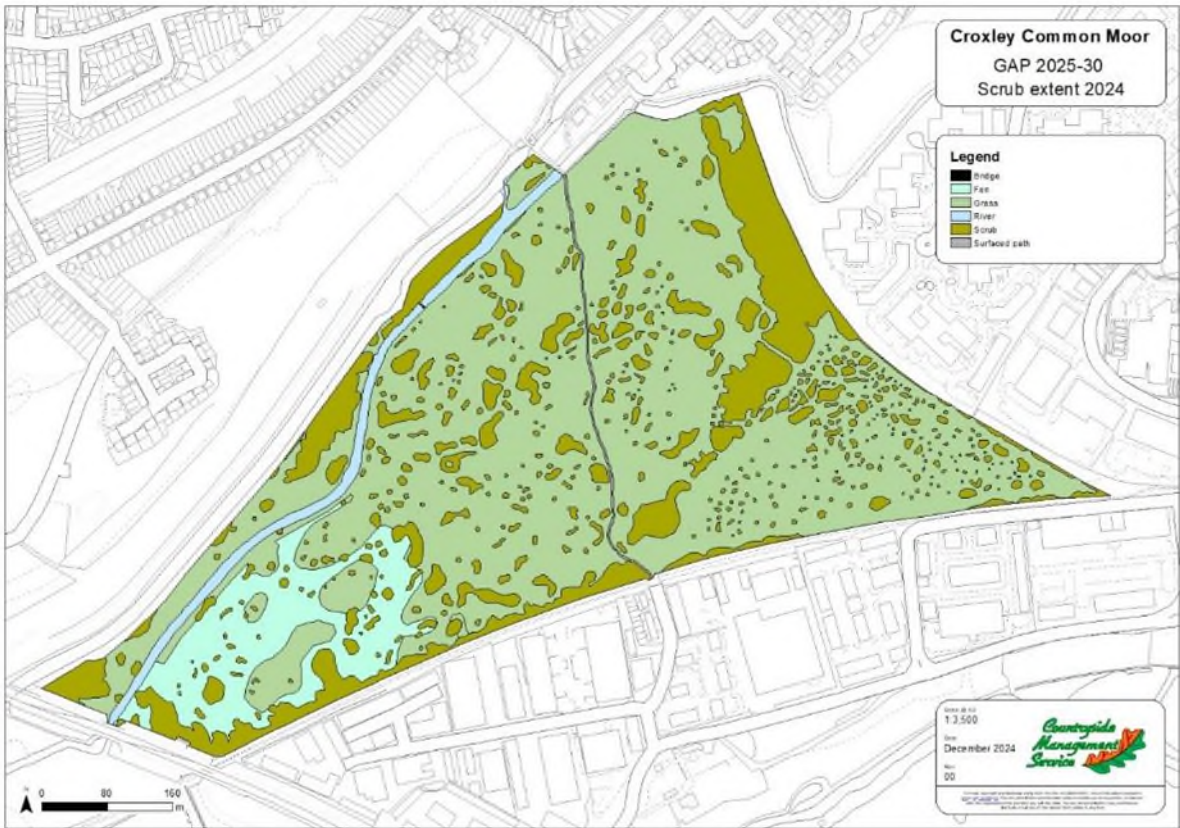 Croxley Common Moor
GAP 2025-30
Scrub extent 2024
Legend
Bridge
Fen
Grass
River
Scrub
Surfaced path
1:3,500
Date
December 2024
00
Countryside
Management
Service
N
0 80 160
m